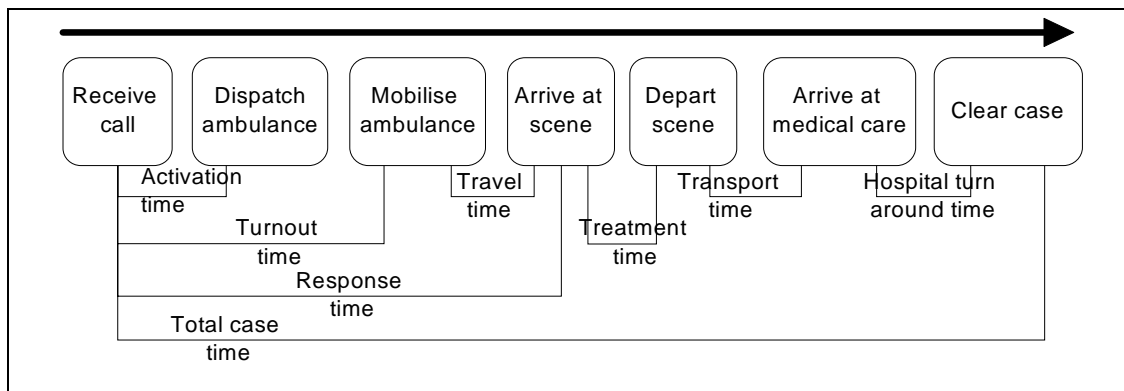 Receive
call
Dispatch
ambulance
Mobilise
ambulance
Arrive at
scene
Depart
scene
Arrive at
medical care
Clear case
Activation
time
Travel
time
Transport
time
Hospital turn
around time
Turnout
time
Treatment
time
Response
time
Total case
time